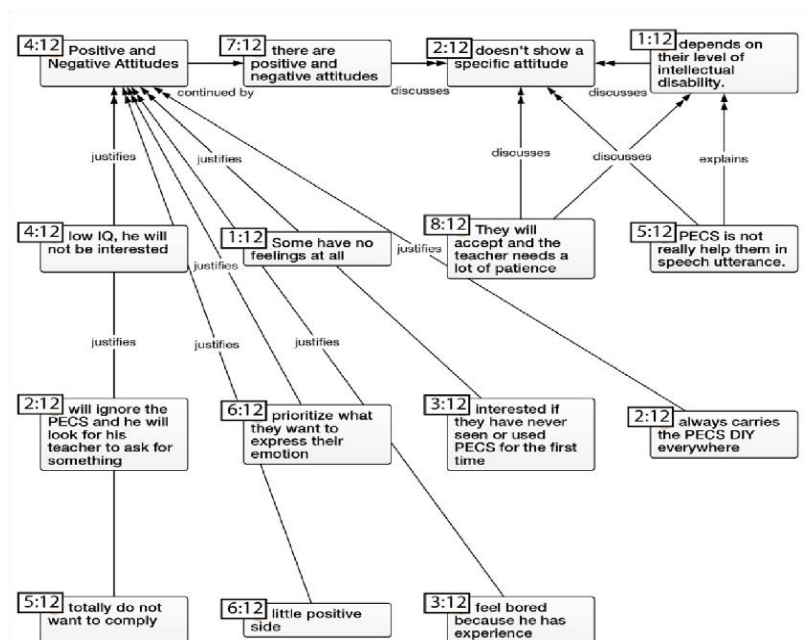 4:12 Positive and
Negative Attitudes
7:12 there are
positive and
negative attitudes
2:12 doesn't show a
specific attitude
1:12 depends on
their level of
intellectual
disability.
continued by
discusses
discusses
justifies
justifies
discusses
discusses
explains
4:12 low IQ, he will
not be interested
1:12 Some have no
feelings at all
8:12 They will
accept and the
teacher needs a
lot of patience
5:12 PECS is not
really help them in
speech utterance.
justifies
justifies
justifies
justifies
justifies
2:12 will ignore the
PECS and he will
look for his
teacher to ask for
something
6:12 prioritize what
they want to
express their
emotion
3:12 interested if
they have never
seen or used
PECS for the first
time
2:12 always carries
the PECS DIY
everywhere
5:12 totally do not
want to comply
6:12 little positive
side
3:12 feel bored
because he has
experience